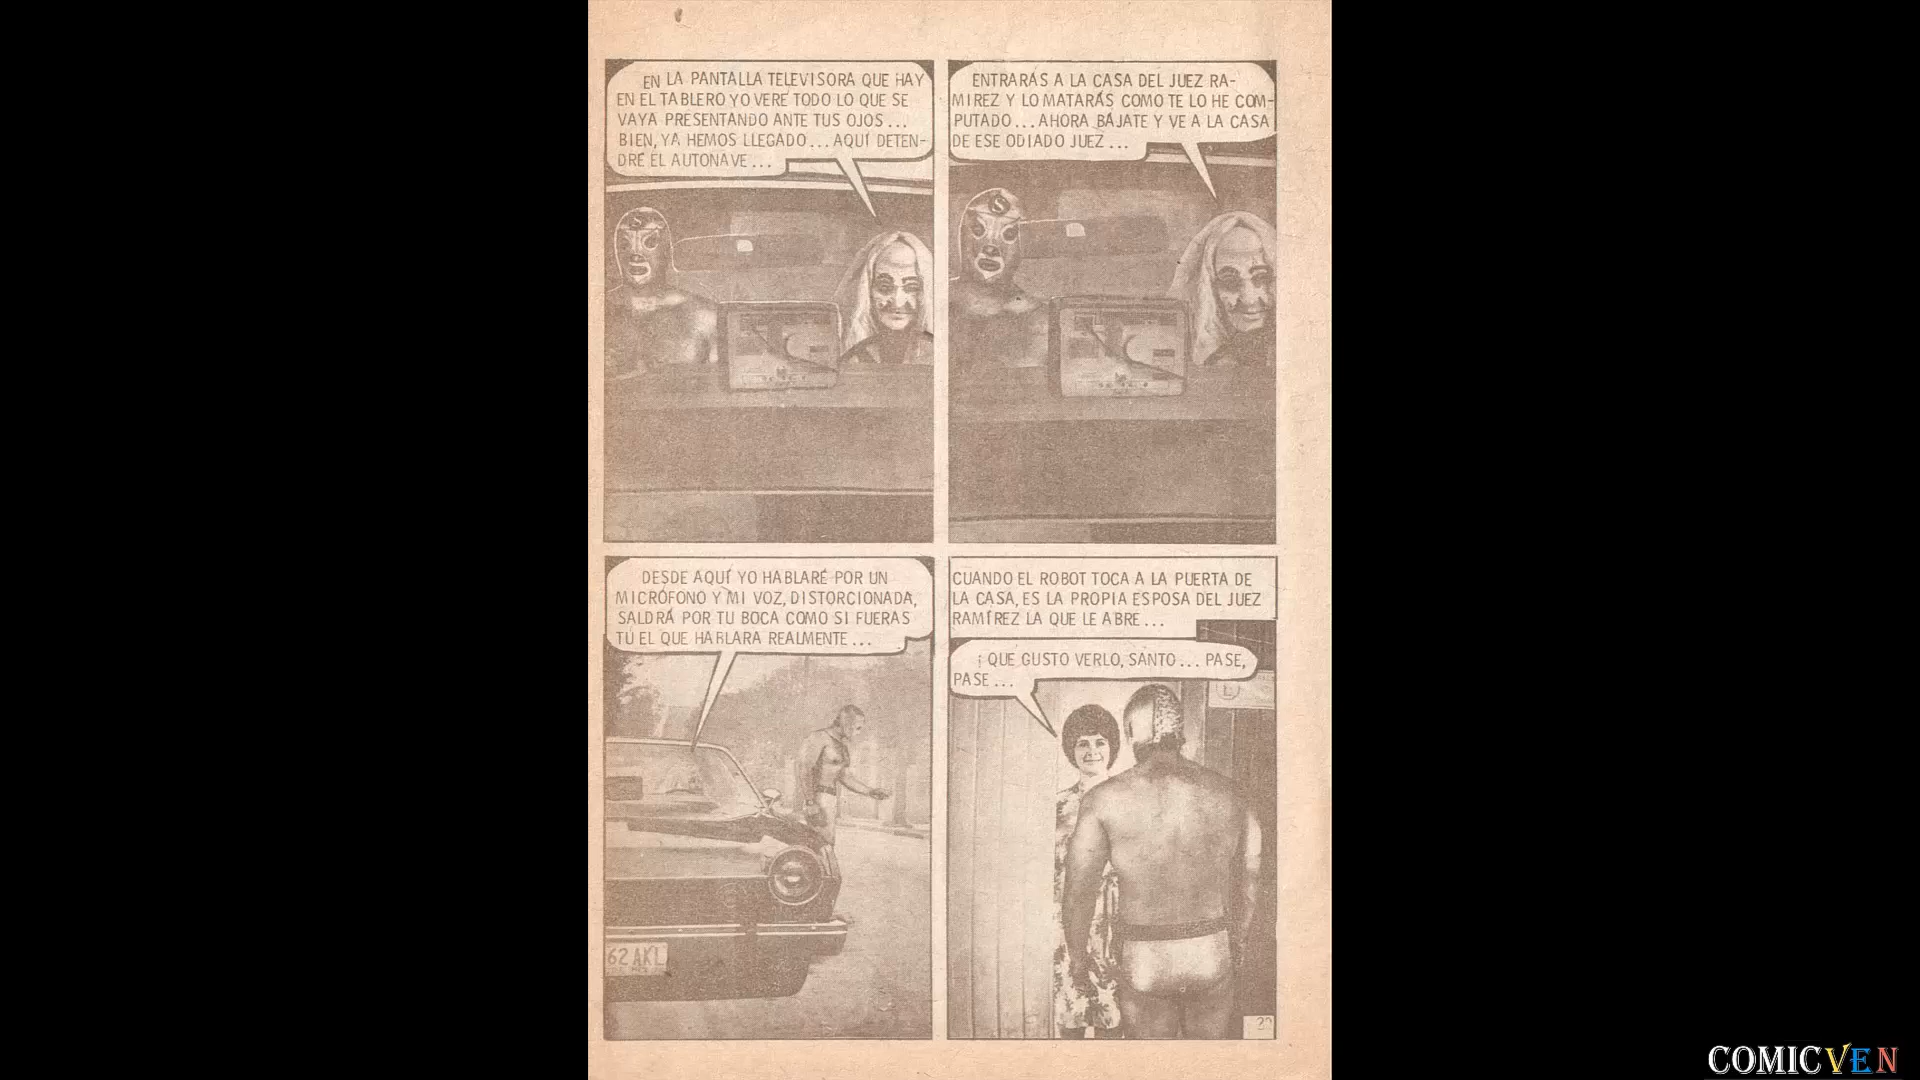 EN LA PANTALLA TELEVISORA QUE HAY
EN EL TABLERO YO VERÉ TODO LO QUE SE
VAYA PRESENTANDO ANTE TUS OJOS...
BIEN, YA HEMOS LLEGADO... AQUÍ DETEN-
DRÉ EL AUTONAVE...
ENTRARÁS A LA CASA DEL JUEZ RA-
MIREZ Y LO MATARÁS COMO TE LO HE COM-
PUTADO... AHORA BÁJATE Y VE A LA CASA
DE ESE ODIADO JUEZ...
S
S
DESDE AQUÍ YO HABLARÉ POR UN
MICRÓFONO Y MI VOZ, DISTORCIONADA,
SALDRÁ POR TU BOCA COMO SI FUERAS
TÚ EL QUE HABLARA REALMENTE...
62 AKL
CUANDO EL ROBOT TOCA A LA PUERTA DE
LA CASA, ES LA PROPIA ESPOSA DEL JUEZ
RAMÍREZ LA QUE LE ABRE...
¡QUE GUSTO VERLO, SANTO... PASE,
PASE...
COMICVEN